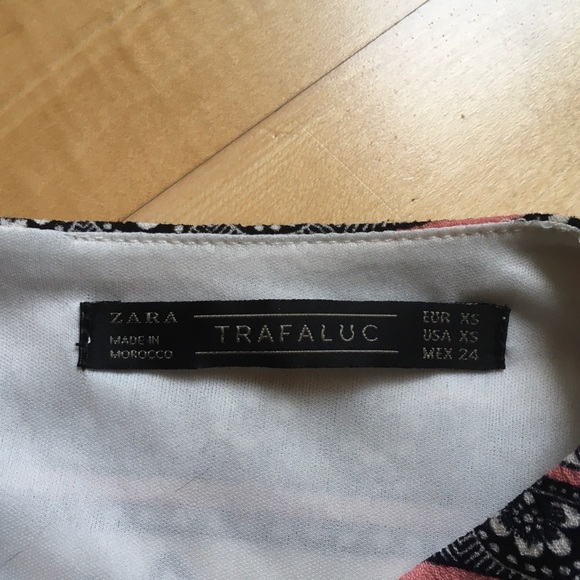 ZARA
MADE IN
MOROCCO
TRAFALUC
EUR XS
USA XS
MEX 24